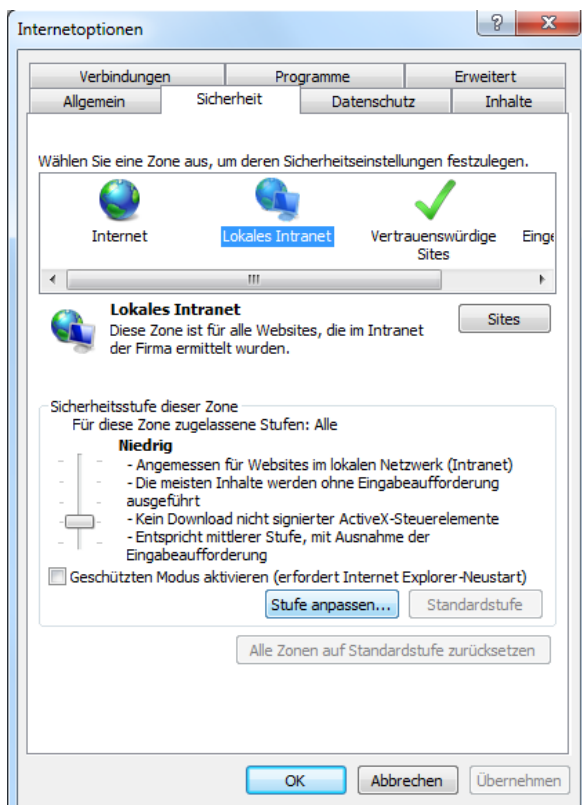 Internetoptionen
?
X
Verbindungen
Programme
Erweitert
Allgemein
Sicherheit
Datenschutz
Inhalte
Wählen Sie eine Zone aus, um deren Sicherheitseinstellungen festzulegen.
Internet
Lokales Intranet
Vertrauenswürdige
Sites
Einge
Lokales Intranet
Diese Zone ist für alle Websites, die im Intranet
der Firma ermittelt wurden.
Sites
Sicherheitsstufe dieser Zone
Für diese Zone zugelassene Stufen: Alle
Niedrig
- Angemessen für Websites im lokalen Netzwerk (Intranet)
- Die meisten Inhalte werden ohne Eingabeaufforderung
ausgeführt
- Kein Download nicht signierter ActiveX-Steuerelemente
- Entspricht mittlerer Stufe, mit Ausnahme der
Eingabeaufforderung
Geschützten Modus aktivieren (erfordert Internet Explorer-Neustart)
Stufe anpassen...
Standardstufe
Alle Zonen auf Standardstufe zurücksetzen
OK
Abbrechen
Übernehmen